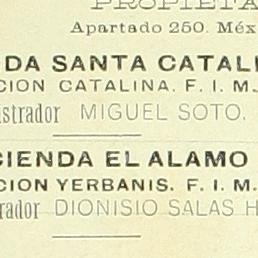 PROPIETA
Apartado 250. Méx
DA SANTA CATALI
CION CATALINA. F. I. M.
istrador MIGUEL SOTO.
CIENDA EL ALAMO
CION YERBANIS. F. I. M.
rador DIONISIO SALAS H